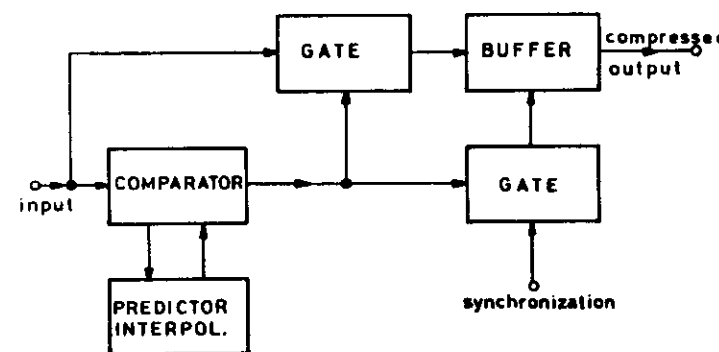 GATE
BUFFER
compressed
output
input
COMPARATOR
GATE
PREDICTOR
INTERPOL.
synchronization